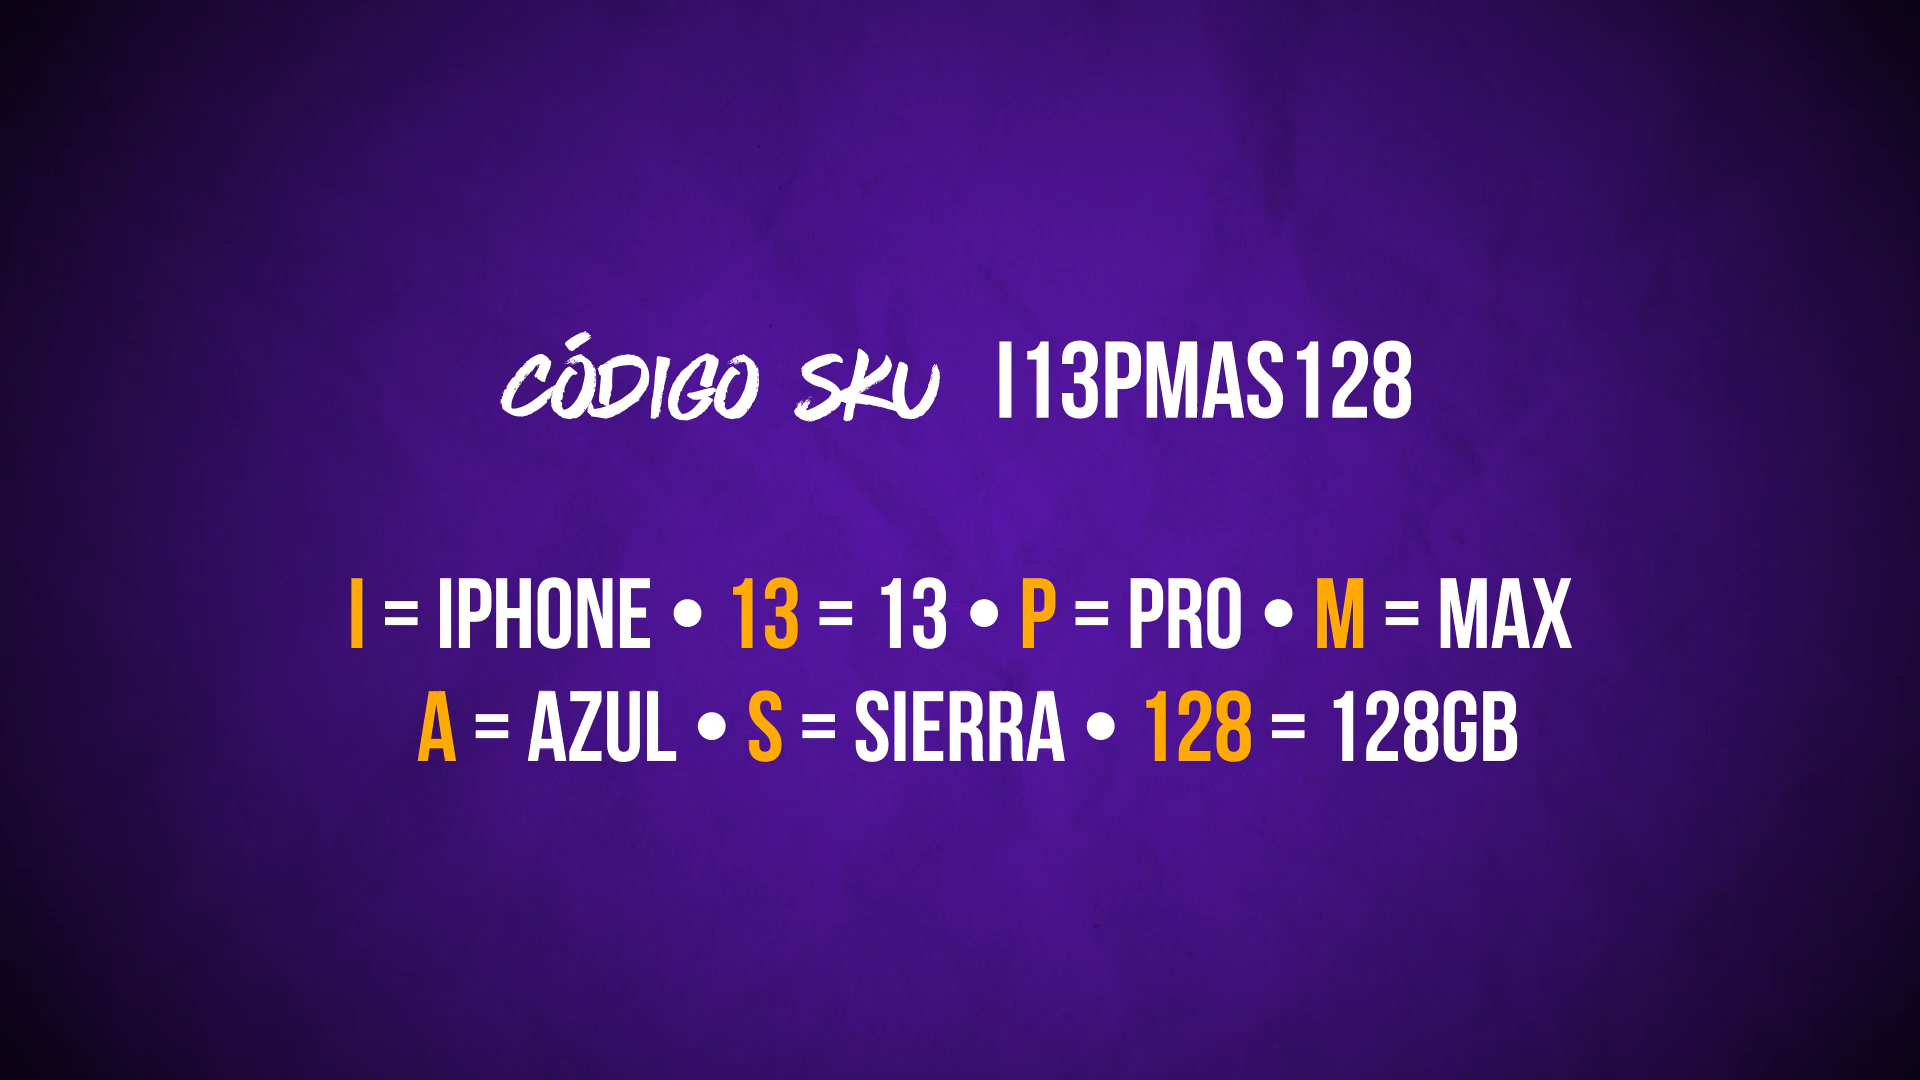 CÓDIGO SKU I13PMAS128
I = IPHONE • 13 = 13 • P = PRO • M = MAX
A = AZUL • S = SIERRA • 128 = 128GB